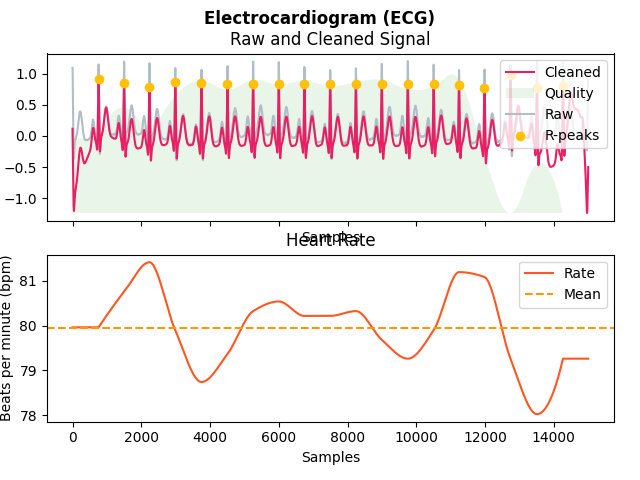 Electrocardiogram (ECG)
Raw and Cleaned Signal
1.0
0.5
0.0
−0.5
−1.0
Cleaned
Quality
Raw
R-peaks
Samples
Heart Rate
Beats per minute (bpm)
81
80
79
78
Rate
Mean
0 2000 4000 6000 8000 10000 12000 14000
Samples